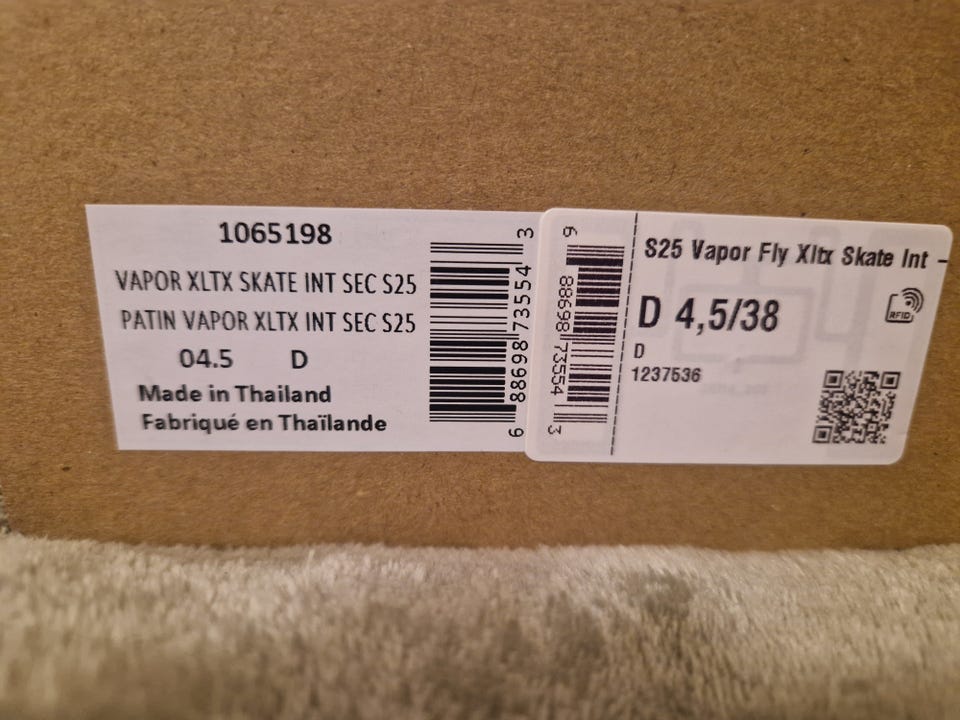 1065198
VAPOR XLTX SKATE INT SEC S25
PATIN VAPOR XLTX INT SEC S25
04.5 D
Made in Thailand
Fabriqué en Thaïlande
6 88698 73554 3
6 88698 73554 3
S25 Vapor Fly Xltx Skate Int -
D 4,5/38
D
1237536
RFID